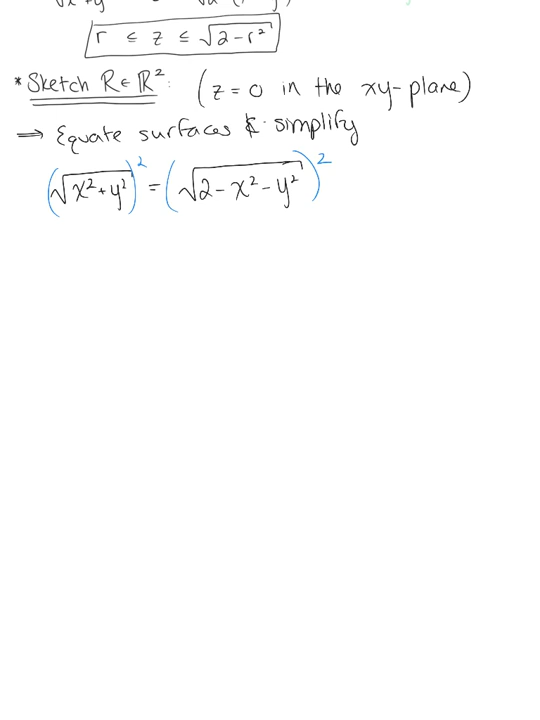 r ≤ z ≤ √(2-r²)
* Sketch R ∈ ℝ²: (z = 0 in the xy-plane)
⇒ Equate surfaces & simplify
(√(x²+y²))² = (√(2-x²-y²))²